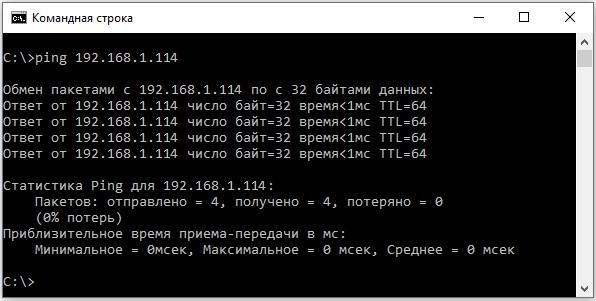 Командная строка
C:\>ping 192.168.1.114
Обмен пакетами с 192.168.1.114 по с 32 байтами данных:
Ответ от 192.168.1.114 число байт=32 время<1мс TTL=64
Ответ от 192.168.1.114 число байт=32 время<1мс TTL=64
Ответ от 192.168.1.114 число байт=32 время<1мс TTL=64
Ответ от 192.168.1.114 число байт=32 время<1мс TTL=64
Статистика Ping для 192.168.1.114:
Пакетов: отправлено = 4, получено = 4, потеряно = 0
(0% потерь)
Приблизительное время приема-передачи в мс:
Минимальное = 0мсек, Максимальное = 0 мсек, Среднее = 0 мсек
C:\>